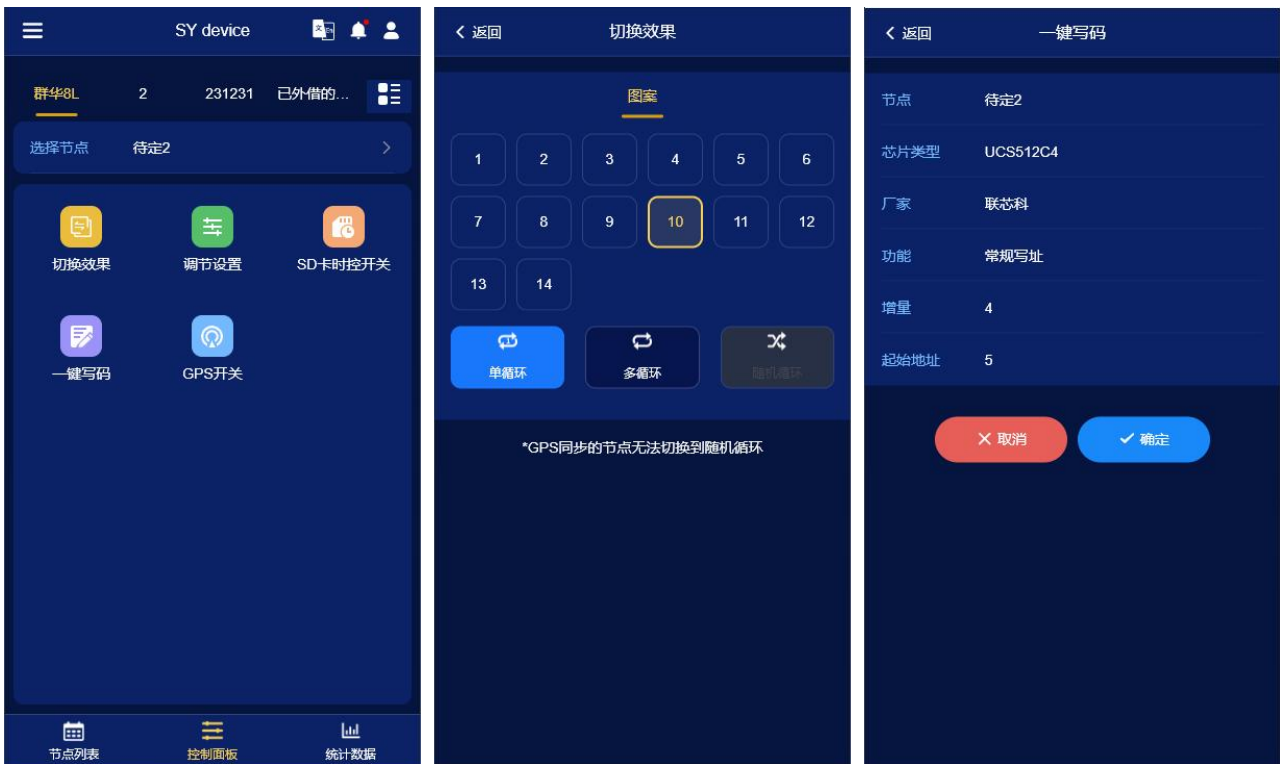 SY device
群华8L 2 231231 已外借的...
选择节点 待定2
切换效果 调节设置 SD卡时控开关
一键写码 GPS开关
节点列表 控制面板 统计数据
返回 切换效果
图案
1 2 3 4 5 6
7 8 9 10 11 12
13 14
单循环 多循环 随机循环
*GPS同步的节点无法切换到随机循环
返回 一键写码
节点 待定2
芯片类型 UCS512C4
厂家 联芯科
功能 常规写址
增量 4
起始地址 5
取消 确定